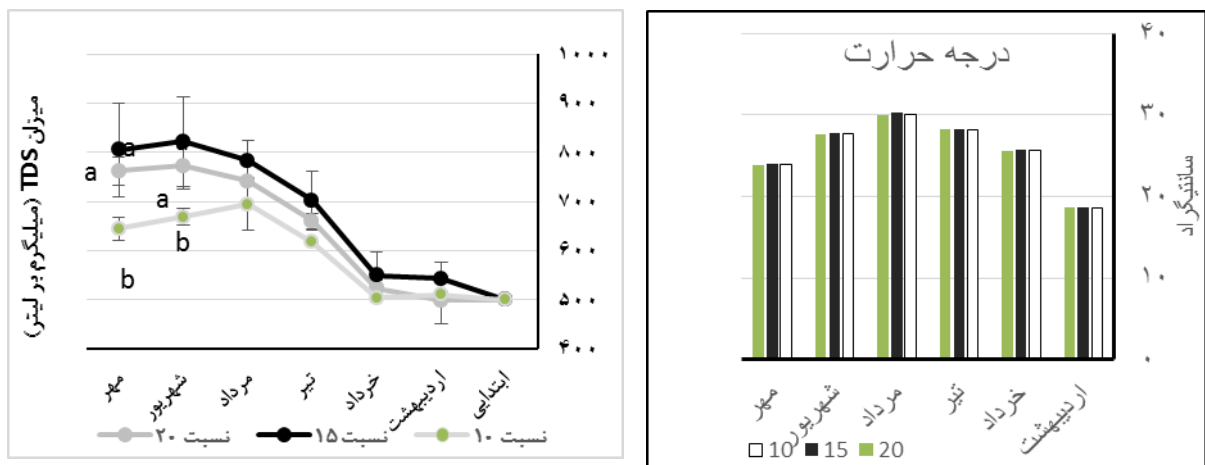 ۱۰۰۰
۹۰۰
۸۰۰
۷۰۰
۶۰۰
۵۰۰
۴۰۰
میزن TDS (میلیگرم بر لیتر)
a
a
a
b
b
ابتدایی
اردیبهشت
خرداد
تیر
مرداد
شهریور
مهر
نسبت ۱۰
نسبت ۱۵
نسبت ۲۰
درجه حرارت
۴۰
۳۰
۲۰
۱۰
۰
سانتیگراد
اردیبهشت
خرداد
تیر
مرداد
شهریور
مهر
10 15 20